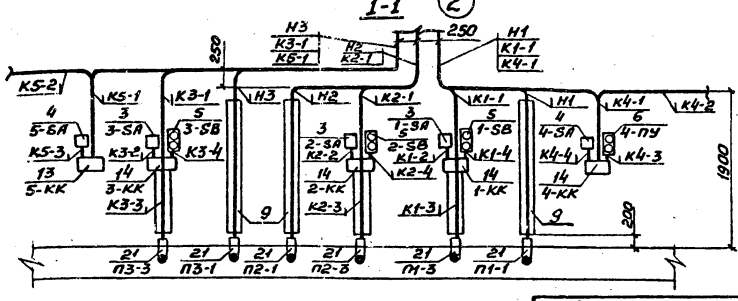 1-1
2
Н3
К3-1
К6-1
Н2
К2-1
250
Н1
К1-1
К4-1
250
К5-2
К5-1
К3-1
Н3
Н2
К2-1
К1-1
Н1
К4-1
К4-2
4
5-SA
3
3-SA
5
3-SB
3
2-SA
5
2-SB
3
1-SA
5
1-SB
4
4-SA
6
4-ПУ
К5-3
К3-2
К3-4
К2-2
К2-4
К1-2
К1-4
К4-4
К4-3
13
5-КК
14
3-КК
14
2-КК
14
1-КК
14
4-КК
К3-3
9
К2-3
К1-3
9
1900
200
21
П3-3
21
П3-1
21
П2-1
21
П2-3
21
П1-3
21
П1-1